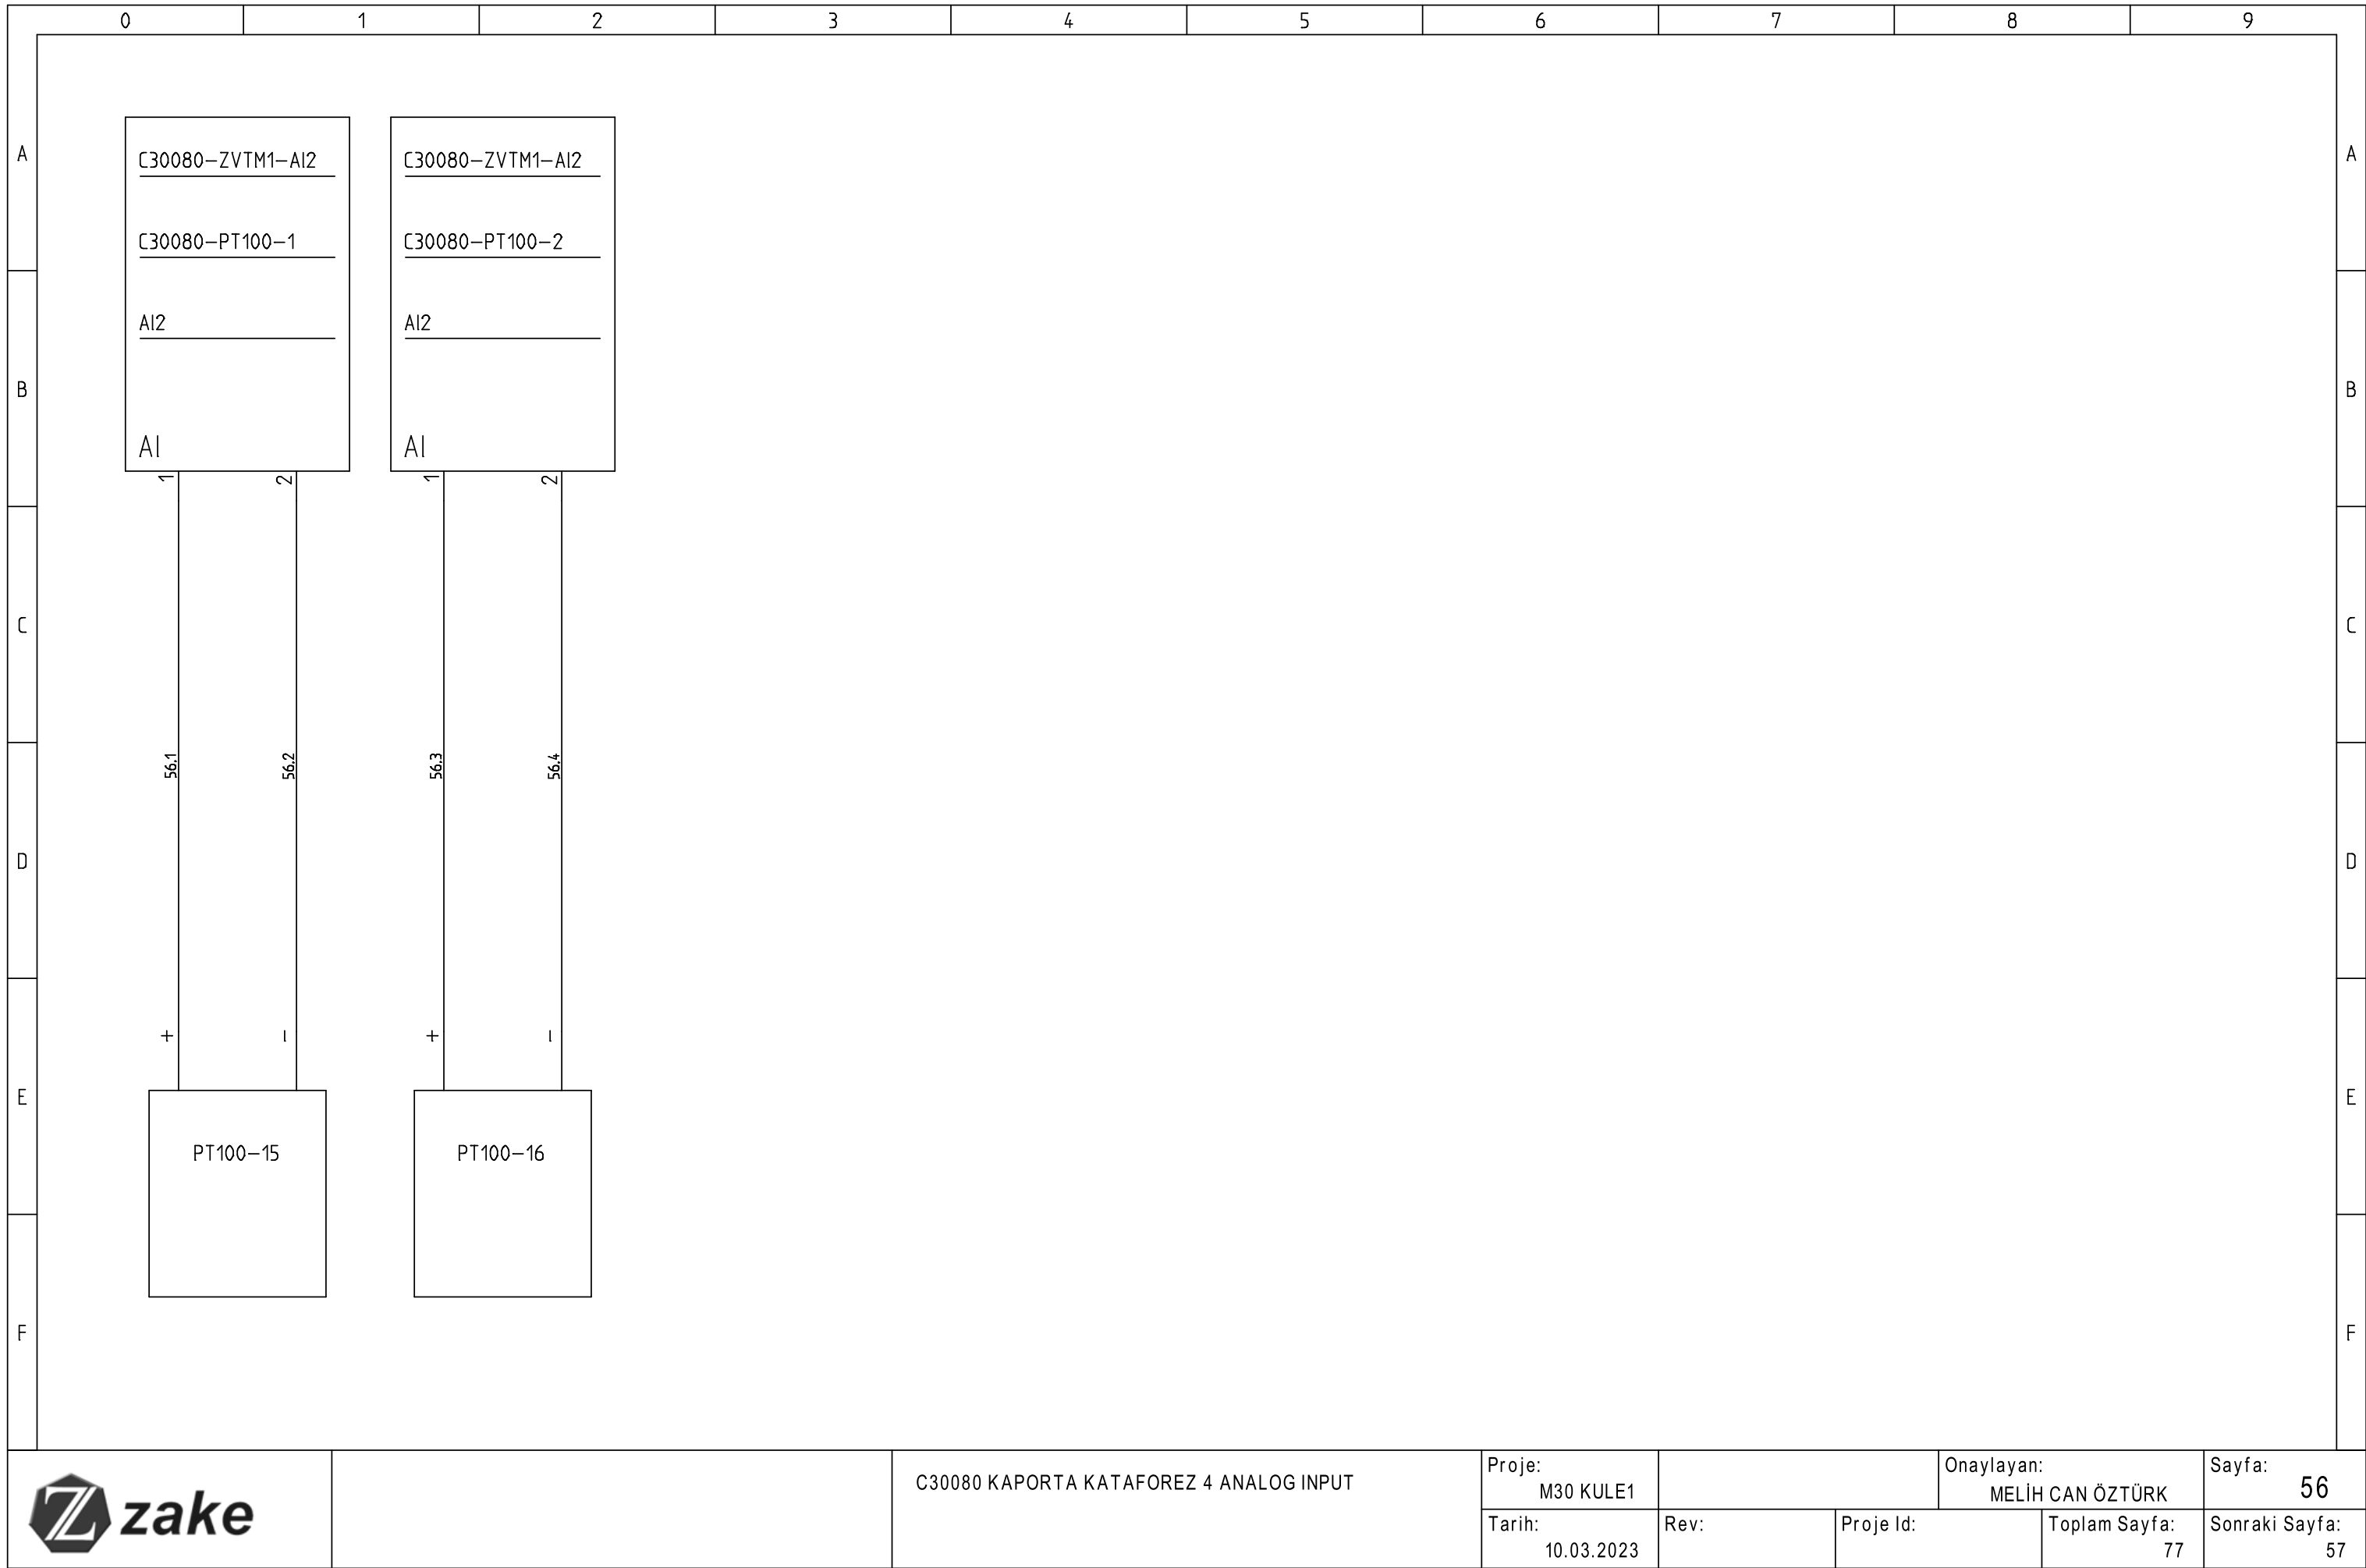 0 1 2 3 4 5 6 7 8 9
A A
C30080-ZVTM1-AI2 C30080-ZVTM1-AI2
C30080-PT100-1 C30080-PT100-2
AI2 AI2
B B
AI AI
1 2 1 2
C C
56.1 56.2 56.3 56.4
D D
+ - + -
E E
PT100-15 PT100-16
F F
Z zake
C30080 KAPORTA KATAFOREZ 4 ANALOG INPUT
Proje:
M30 KULE1
Onaylayan:
MELİH CAN ÖZTÜRK
Sayfa:
56
Tarih:
10.03.2023
Rev:
Proje Id:
Toplam Sayfa:
77
Sonraki Sayfa:
57